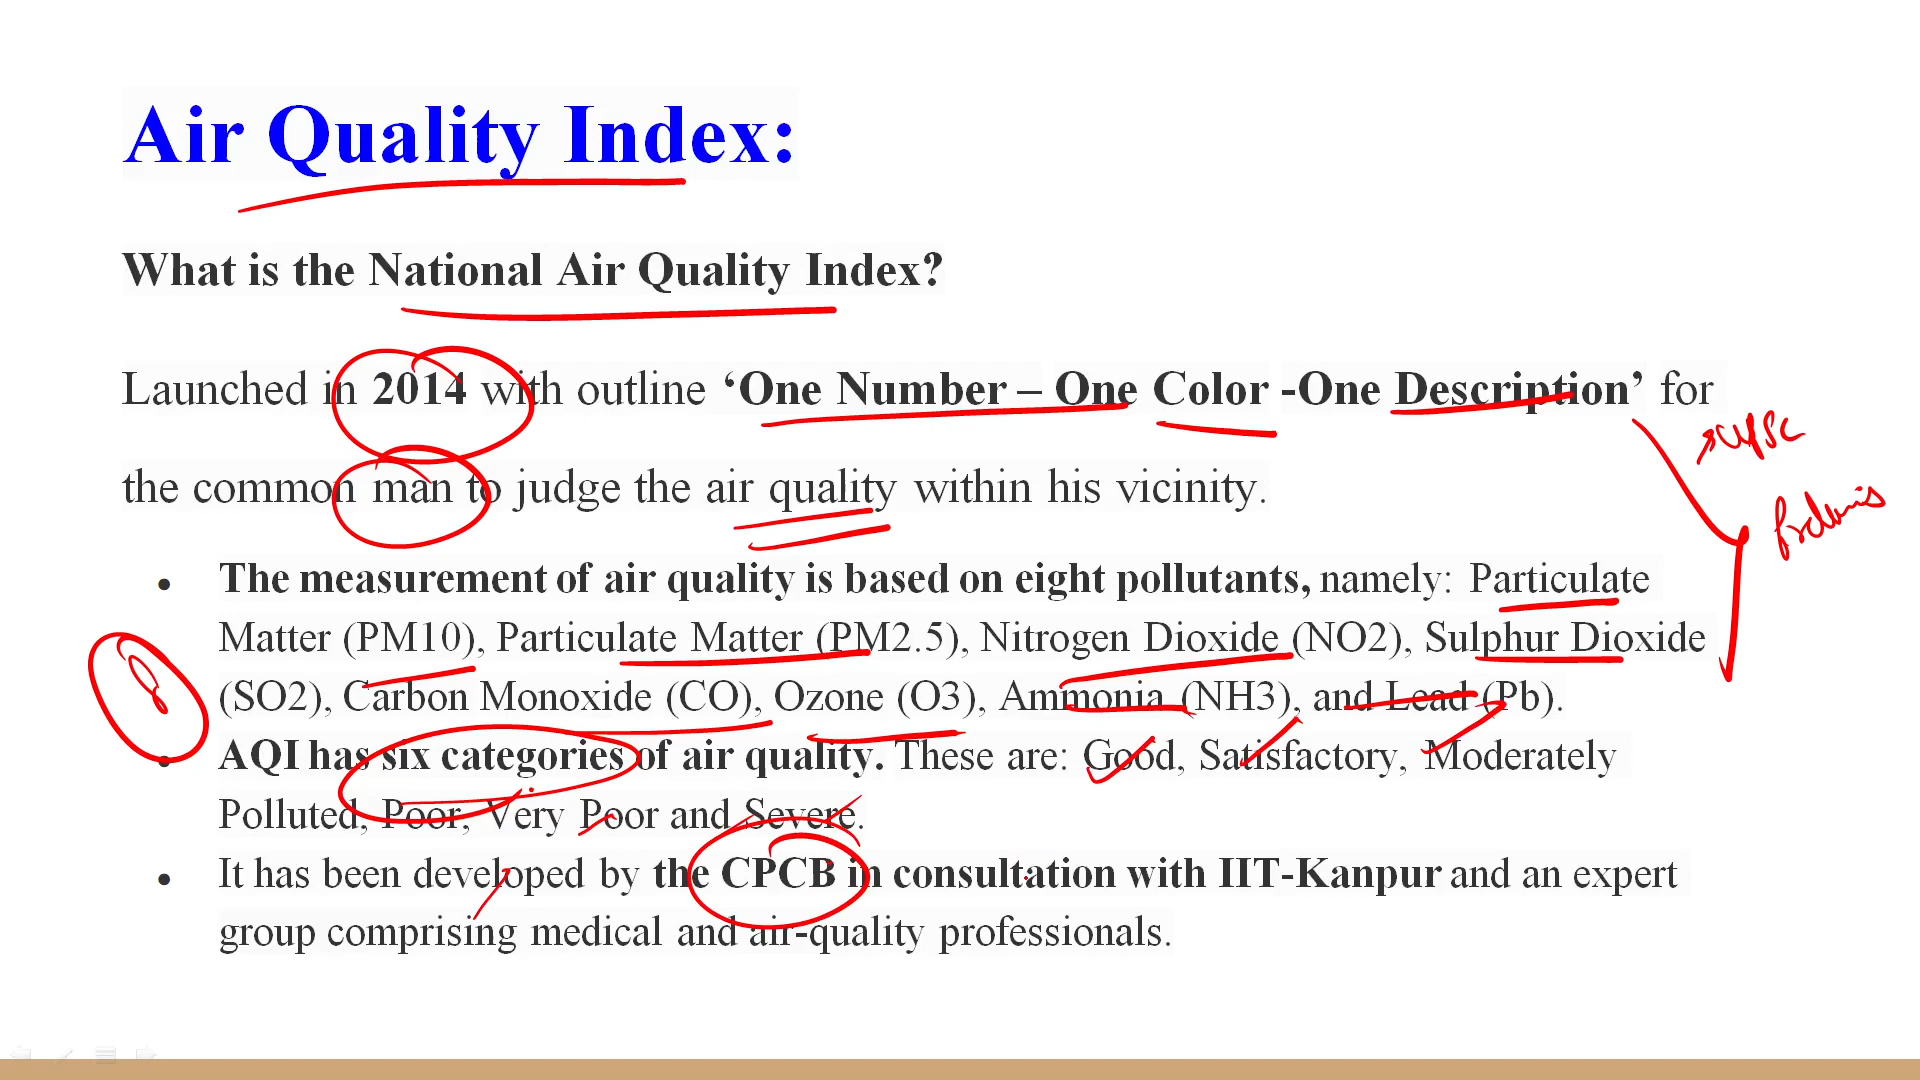 Air Quality Index:
What is the National Air Quality Index?
Launched in 2014 with outline ‘One Number – One Color -One Description’ for
the common man to judge the air quality within his vicinity.
UPSC
Prelims
• The measurement of air quality is based on eight pollutants, namely: Particulate
Matter (PM10), Particulate Matter (PM2.5), Nitrogen Dioxide (NO2), Sulphur Dioxide
(SO2), Carbon Monoxide (CO), Ozone (O3), Ammonia (NH3), and Lead (Pb).
• AQI has six categories of air quality. These are: Good, Satisfactory, Moderately
Polluted, Poor, Very Poor and Severe.
• It has been developed by the CPCB in consultation with IIT-Kanpur and an expert
group comprising medical and air-quality professionals.